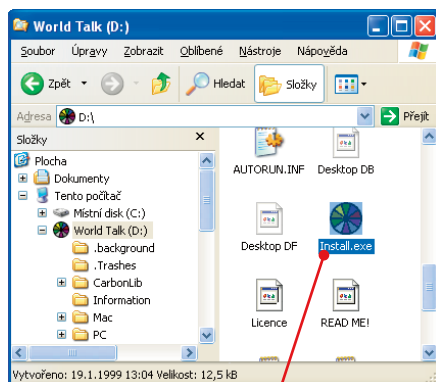 World Talk (D:)
Soubor Úpravy Zobrazit Oblíbené Nástroje Nápověda
Zpět Hledat Složky
Adresa D:\ Přejít
Složky
Plocha
Dokumenty
Tento počítač
Místní disk (C:)
World Talk (D:)
.background
.Trashes
CarbonLib
Information
Mac
PC
AUTORUN.INF Desktop DB
Desktop DF Install.exe
Licence READ ME!
Vytvořeno: 19.1.1999 13:04 Velikost: 12,5 kB